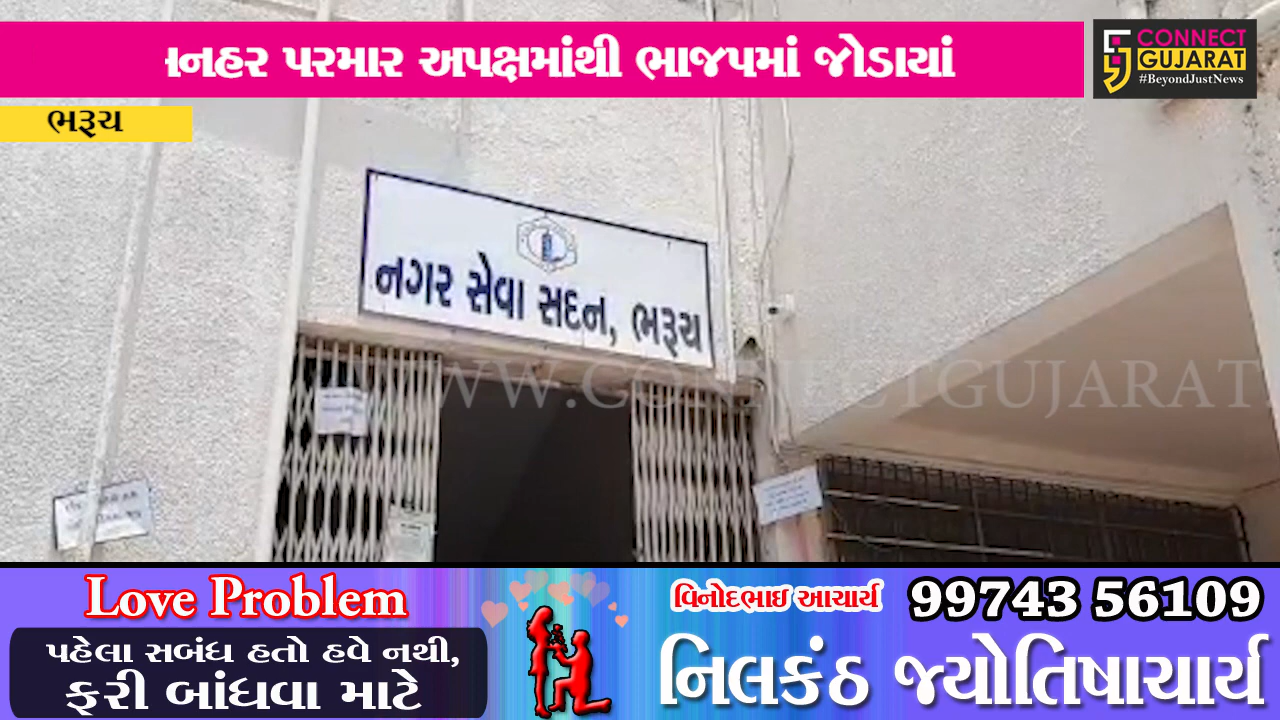 મનહર પરમાર અપક્ષમાંથી ભાજપમાં જોડાયાં
CONNECT
GUJARAT
#BeyondJustNews
ભરૂચ
નગર સેવા સદન, ભરૂચ
WWW.CONNECTGUJARAT
Love Problem
પહેલા સબંધ હતો હવે નથી,
ફરી બાંધવા માટે
વિનોદભાઇ આચાર્ય
99743 56109
નિલકંઠ જ્યોતિષાચાર્ય